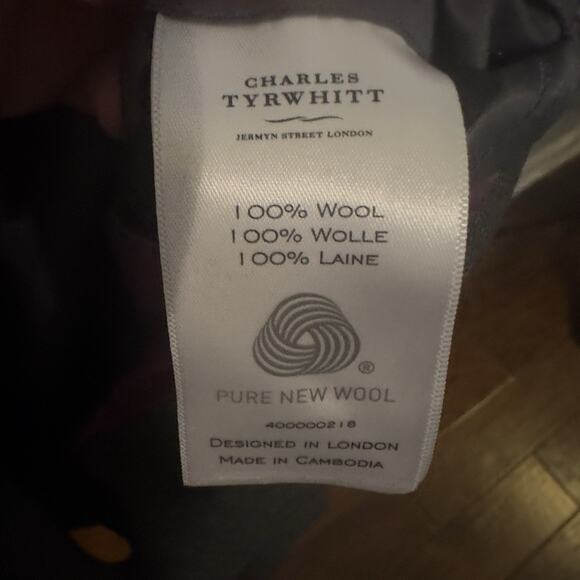 CHARLES
TYRWHITT
JERMYN STREET LONDON
100% WOOL
100% WOLLE
100% LAINE
®
PURE NEW WOOL
400000218
DESIGNED IN LONDON
MADE IN CAMBODIA